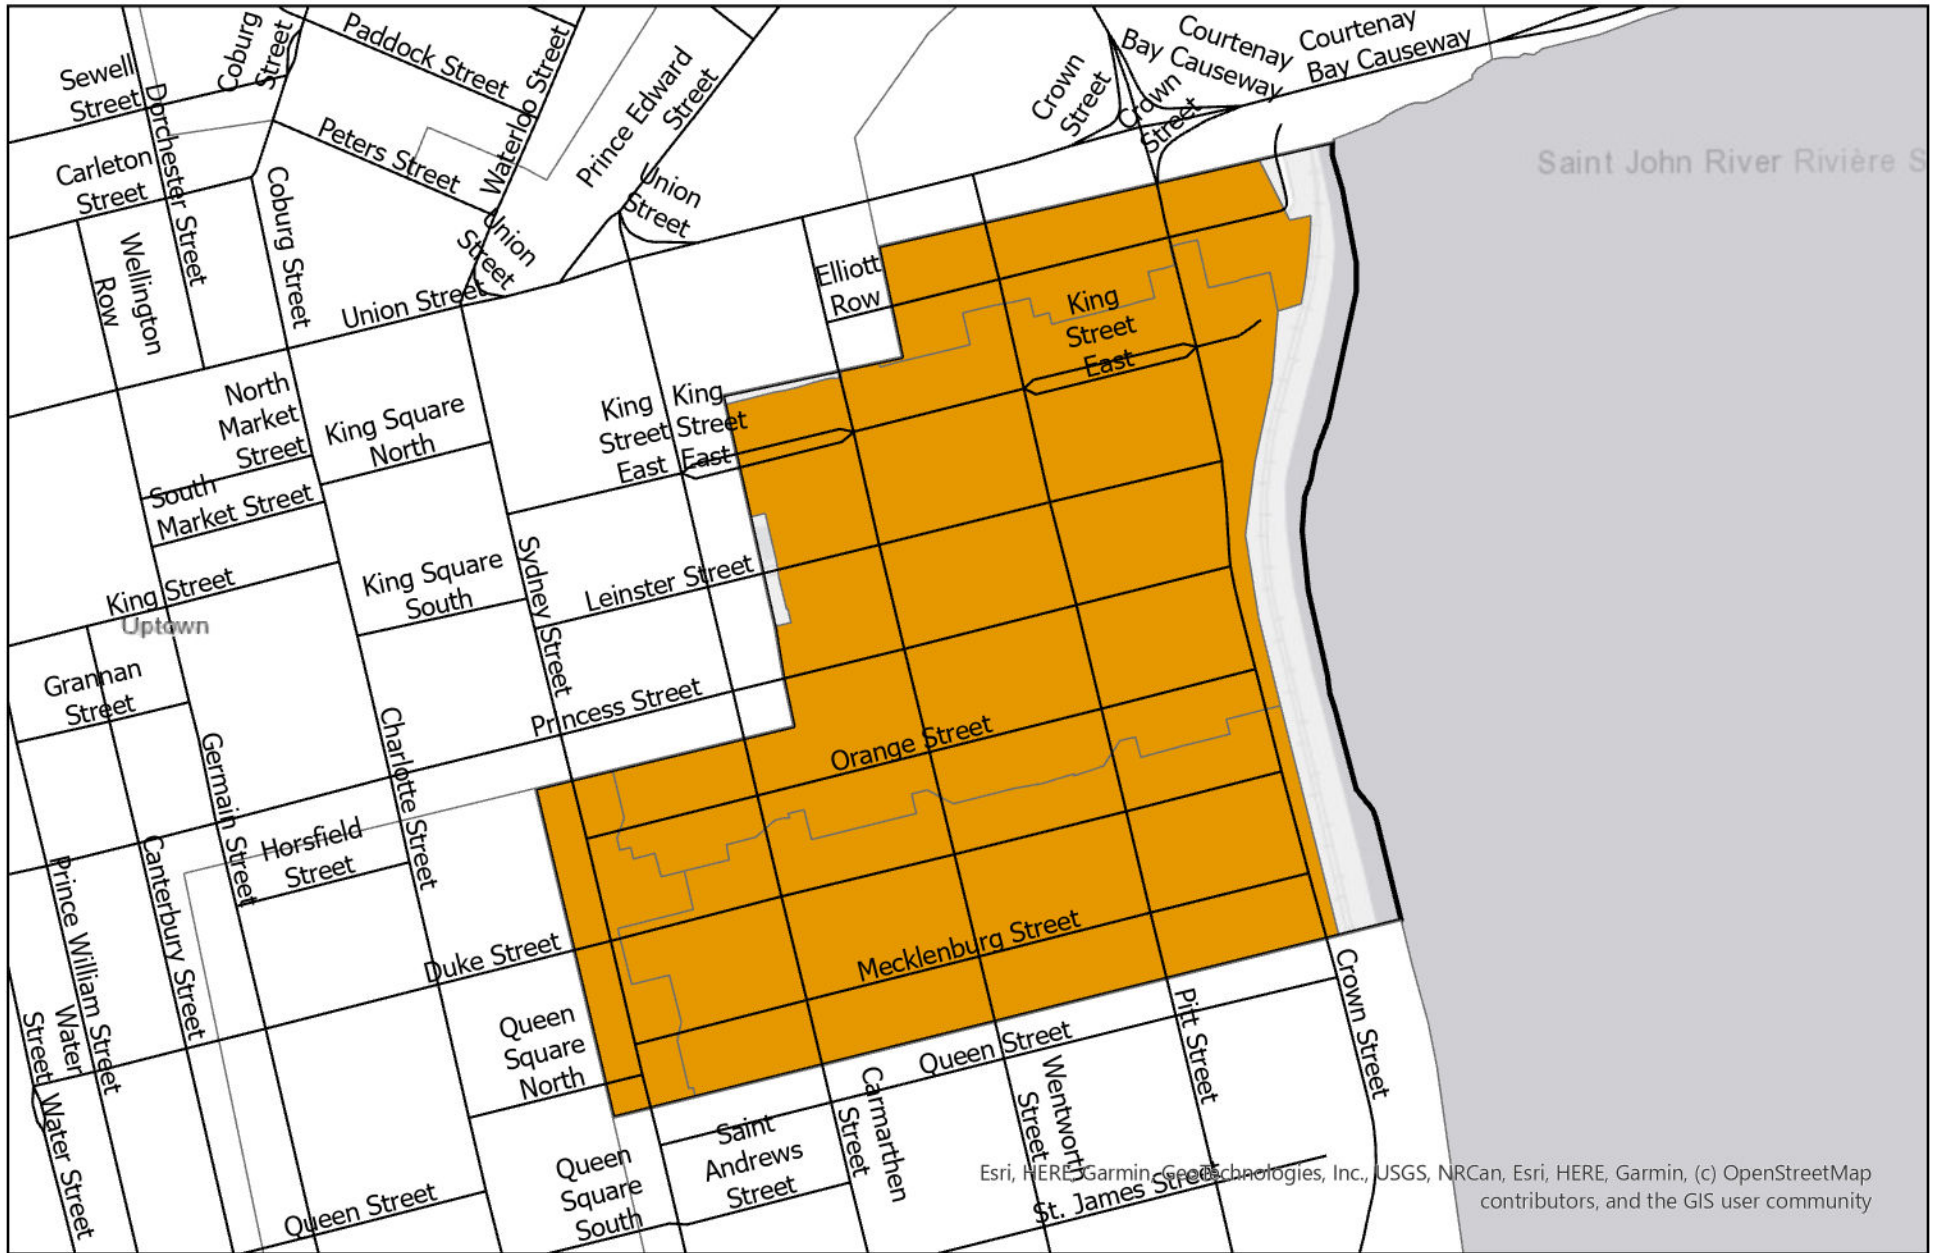 Sewell
Street
Coburg
Street
Paddock Street
Waterloo Street
Prince Edward
Street
Crown
Street
Courtenay
Bay Causeway
Courtenay
Bay Causeway
Crown
Street
Dorchester Street
Carleton
Street
Peters Street
Union
Street
Saint John River Rivière S
Coburg Street
Wellington
Row
Union
Street
Union Street
Elliott
Row
King
Street
East
North
Market
Street
King Square
North
King
Street
East
King
Street
East
South
Market Street
King Street
Uptown
King Square
South
Sydney Street
Leinster Street
Grannan
Street
Princess Street
Orange Street
Germain Street
Charlotte Street
Horsfield
Street
Prince William Street
Canterbury Street
Duke Street
Mecklenburg Street
Water
Street
Queen
Square
North
Queen Street
Pitt Street
Crown Street
Water Street
Carmarthen
Street
Wentworth
Street
Saint
Andrews
Street
Queen
Square
South
Queen Street
St. James Street
Esri, HERE, Garmin, GeoTechnologies, Inc., USGS, NRCan, Esri, HERE, Garmin, (c) OpenStreetMap
contributors, and the GIS user community